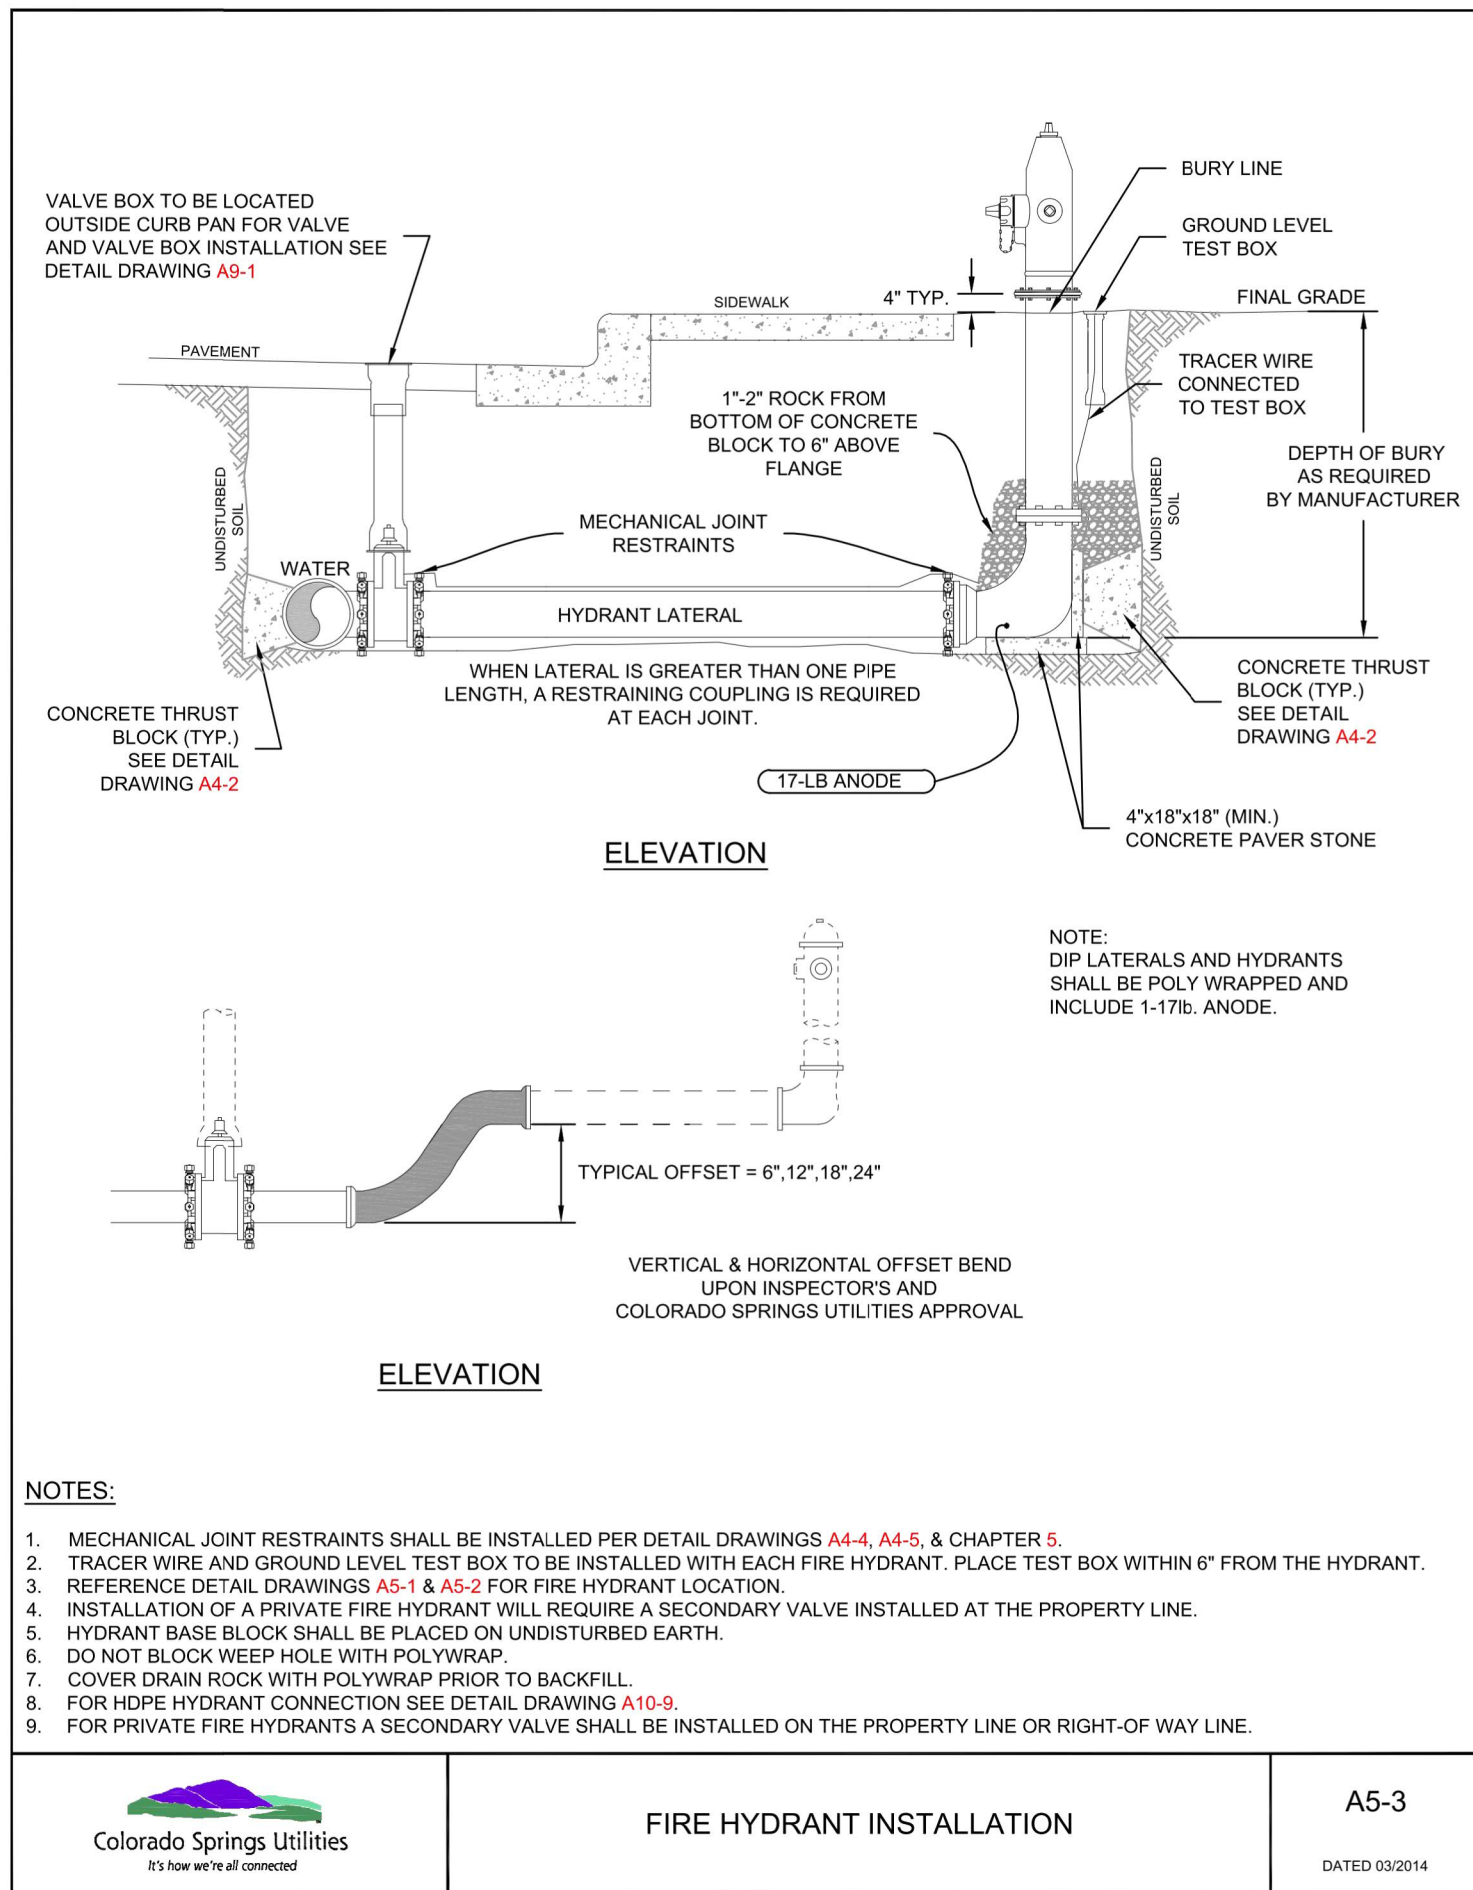 VALVE BOX TO BE LOCATED
OUTSIDE CURB PAN FOR VALVE
AND VALVE BOX INSTALLATION SEE
DETAIL DRAWING A9-1
BURY LINE
GROUND LEVEL
TEST BOX
4" TYP.
SIDEWALK
FINAL GRADE
PAVEMENT
TRACER WIRE
CONNECTED
TO TEST BOX
1"-2" ROCK FROM
BOTTOM OF CONCRETE
BLOCK TO 6" ABOVE
FLANGE
DEPTH OF BURY
AS REQUIRED
BY MANUFACTURER
UNDISTURBED
SOIL
UNDISTURBED
SOIL
MECHANICAL JOINT
RESTRAINTS
WATER
HYDRANT LATERAL
WHEN LATERAL IS GREATER THAN ONE PIPE
LENGTH, A RESTRAINING COUPLING IS REQUIRED
AT EACH JOINT.
CONCRETE THRUST
BLOCK (TYP.)
SEE DETAIL
DRAWING A4-2
CONCRETE THRUST
BLOCK (TYP.)
SEE DETAIL
DRAWING A4-2
17-LB ANODE
4"x18"x18" (MIN.)
CONCRETE PAVER STONE
ELEVATION
NOTE:
DIP LATERALS AND HYDRANTS
SHALL BE POLY WRAPPED AND
INCLUDE 1-17lb. ANODE.
TYPICAL OFFSET = 6",12",18",24"
VERTICAL & HORIZONTAL OFFSET BEND
UPON INSPECTOR'S AND
COLORADO SPRINGS UTILITIES APPROVAL
ELEVATION
NOTES:
1. MECHANICAL JOINT RESTRAINTS SHALL BE INSTALLED PER DETAIL DRAWINGS A4-4, A4-5, & CHAPTER 5.
2. TRACER WIRE AND GROUND LEVEL TEST BOX TO BE INSTALLED WITH EACH FIRE HYDRANT. PLACE TEST BOX WITHIN 6" FROM THE HYDRANT.
3. REFERENCE DETAIL DRAWINGS A5-1 & A5-2 FOR FIRE HYDRANT LOCATION.
4. INSTALLATION OF A PRIVATE FIRE HYDRANT WILL REQUIRE A SECONDARY VALVE INSTALLED AT THE PROPERTY LINE.
5. HYDRANT BASE BLOCK SHALL BE PLACED ON UNDISTURBED EARTH.
6. DO NOT BLOCK WEEP HOLE WITH POLYWRAP.
7. COVER DRAIN ROCK WITH POLYWRAP PRIOR TO BACKFILL.
8. FOR HDPE HYDRANT CONNECTION SEE DETAIL DRAWING A10-9.
9. FOR PRIVATE FIRE HYDRANTS A SECONDARY VALVE SHALL BE INSTALLED ON THE PROPERTY LINE OR RIGHT-OF WAY LINE.
Colorado Springs Utilities
It's how we're all connected
FIRE HYDRANT INSTALLATION
A5-3
DATED 03/2014